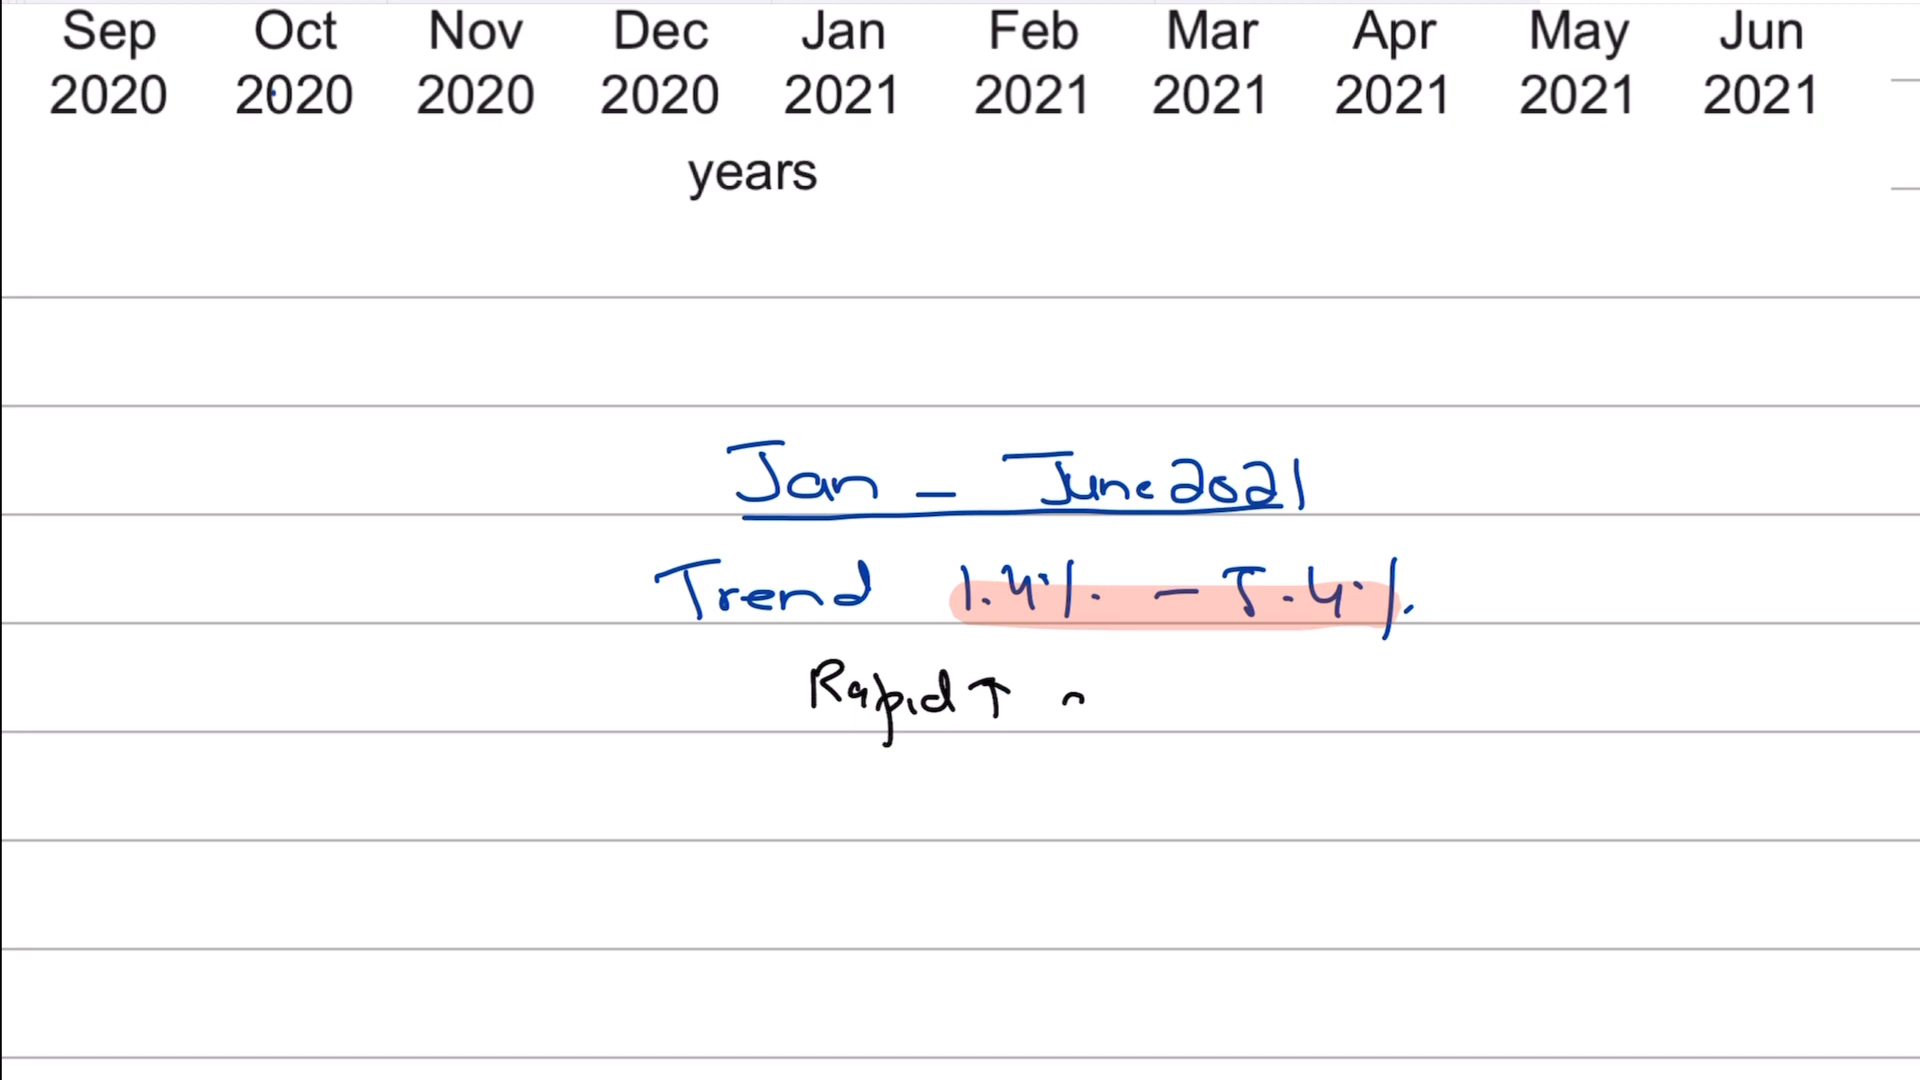 Sep Oct Nov Dec Jan Feb Mar Apr May Jun
2020 2020 2020 2020 2021 2021 2021 2021 2021 2021
years
Jan - June 2021
Trend 1.4% - 5.4%.
Rapid ↑